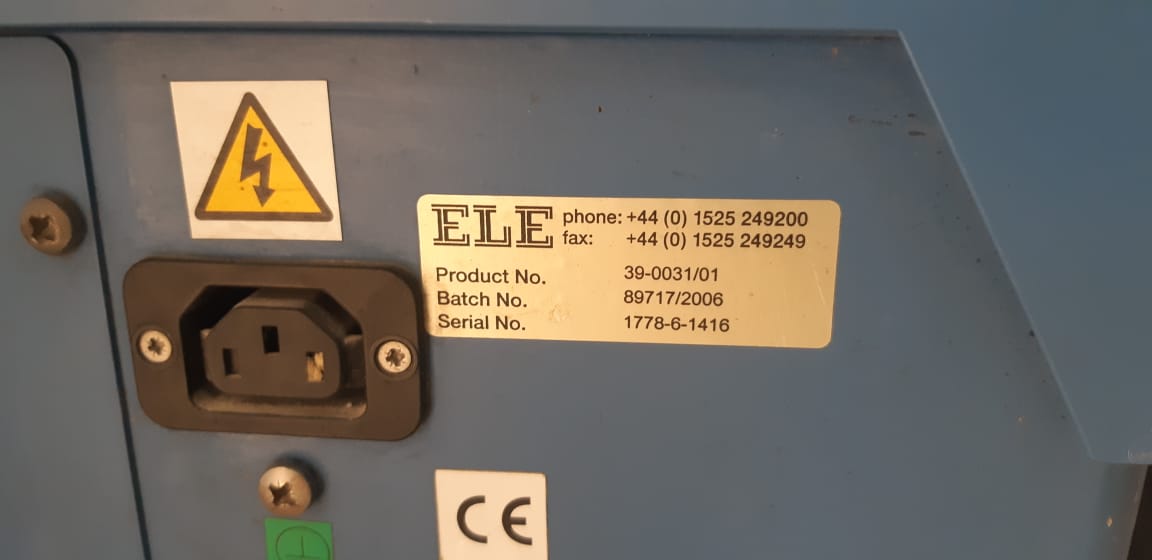 ELE phone: +44 (0) 1525 249200
fax: +44 (0) 1525 249249
Product No. 39-0031/01
Batch No. 89717/2006
Serial No. 1778-6-1416
CE